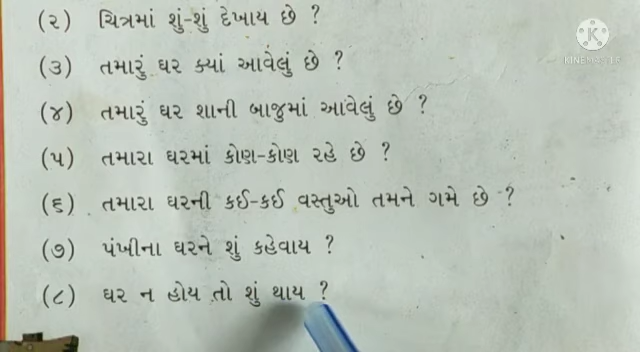 (૨) ચિત્રમાં શું-શું દેખાય છે ?
KINEMASTER
(૩) તમારું ઘર ક્યાં આવેલું છે ?
(૪) તમારું ઘર શાની બાજુમાં આવેલું છે ?
(૫) તમારા ઘરમાં કોણ-કોણ રહે છે ?
(૬) તમારા ઘરની કઈ-કઈ વસ્તુઓ તમને ગમે છે ?
(૭) પંખીના ઘરને શું કહેવાય ?
(૮) ઘર ન હોય તો શું થાય ?